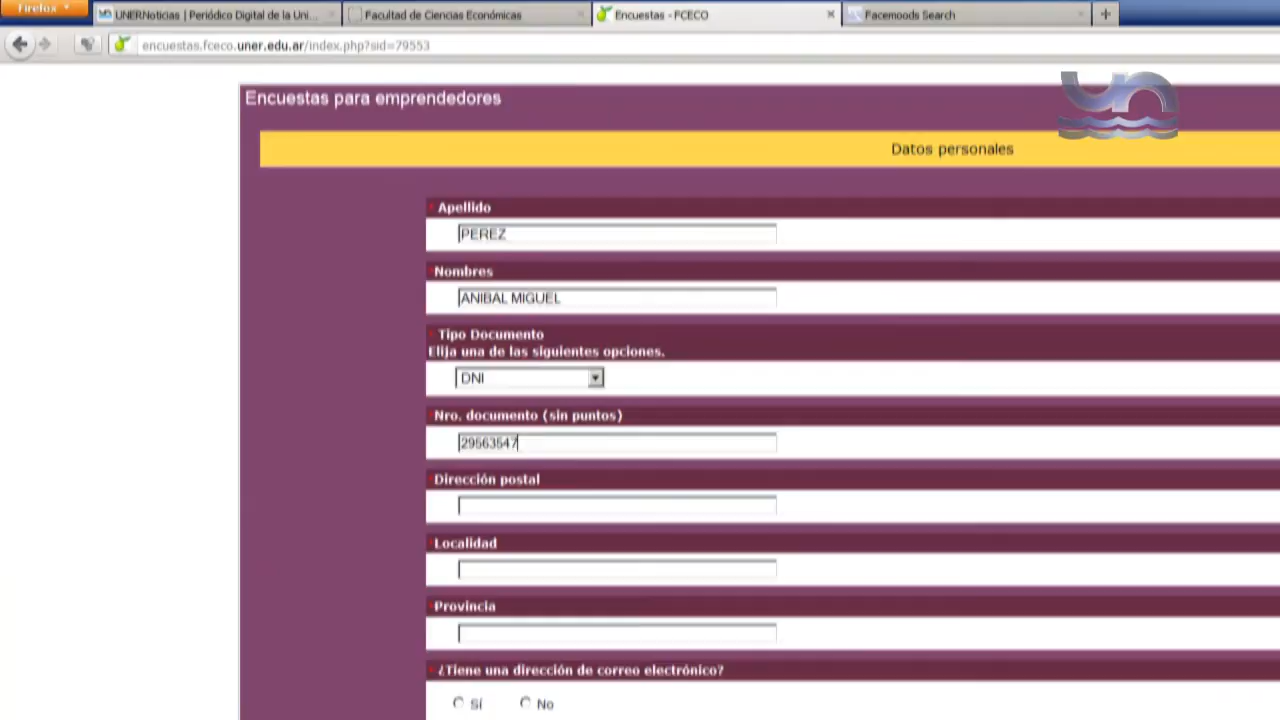 Firefox
UNERNoticias | Periódico Digital de la Uni...
Facultad de Ciencias Económicas
Encuestas - FCECO
Facemoods Search
encuestas.fceco.uner.edu.ar/index.php?sid=79553
Encuestas para emprendedores
Datos personales
* Apellido
PEREZ
*Nombres
ANIBAL MIGUEL
* Tipo Documento
Elija una de las siguientes opciones.
DNI
*Nro. documento (sin puntos)
29563547
*Dirección postal
*Localidad
*Provincia
* ¿Tiene una dirección de correo electrónico?
Sí No